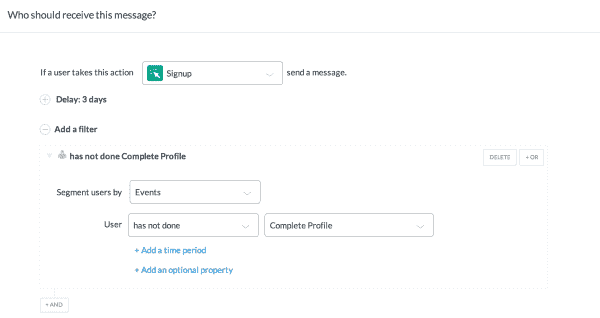 Who should receive this message?
If a user takes this action Signup send a message.
Delay: 3 days
Add a filter
has not done Complete Profile DELETE + OR
Segment users by Events
User has not done Complete Profile
+ Add a time period
+ Add an optional property
+ AND